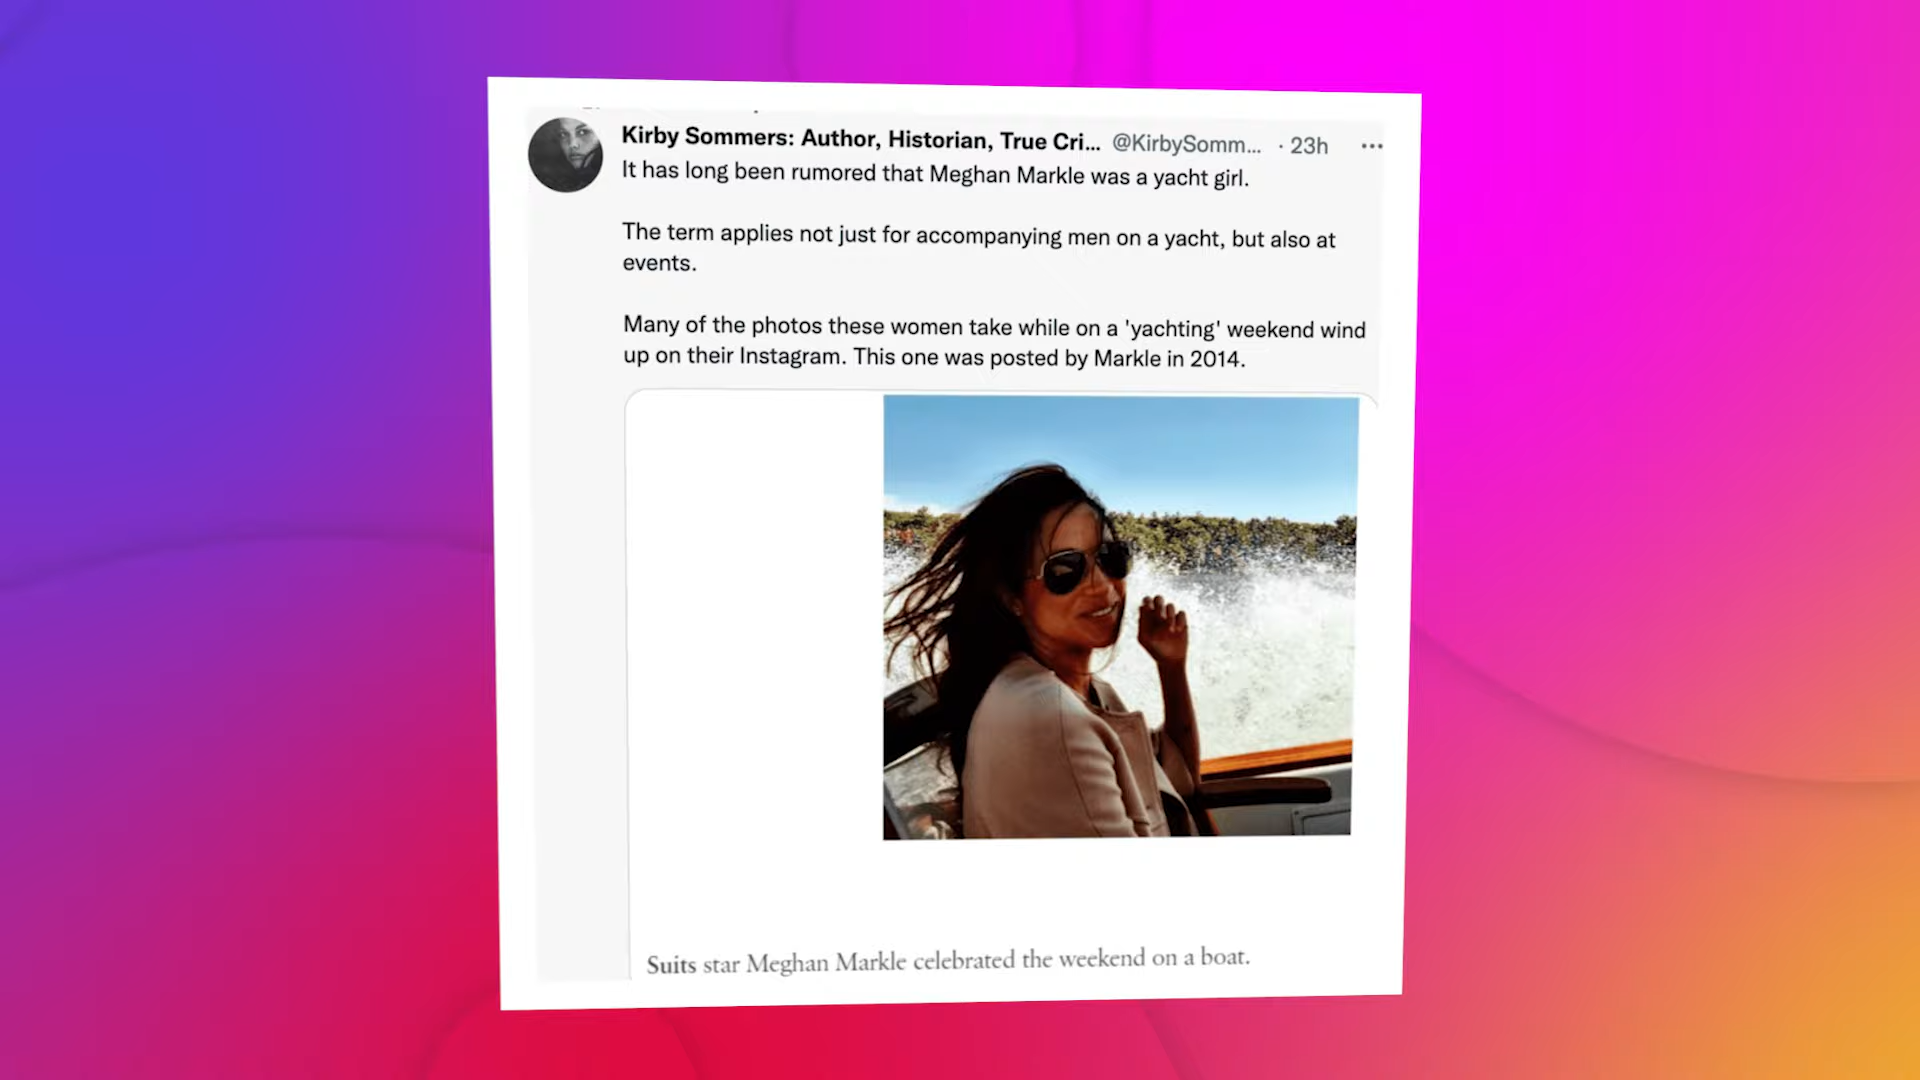 Kirby Sommers: Author, Historian, True Cri... @KirbySomm... · 23h ...
It has long been rumored that Meghan Markle was a yacht girl.
The term applies not just for accompanying men on a yacht, but also at
events.
Many of the photos these women take while on a 'yachting' weekend wind
up on their Instagram. This one was posted by Markle in 2014.
Suits star Meghan Markle celebrated the weekend on a boat.